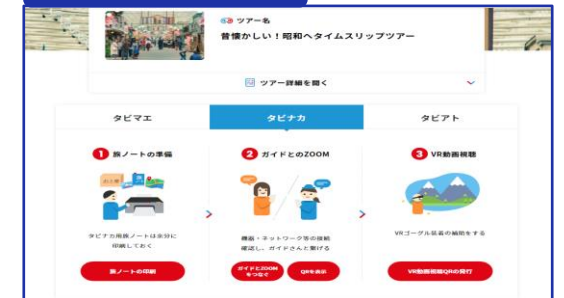 ツアー名
昔懐かしい！昭和へタイムスリップツアー
ツアー詳細を開く
タビマエ
タビナカ
タビアト
1 旅ノートの準備
2 ガイドとのZOOM
3 VR動画視聴
タビナカ用旅ノートは余分に
印刷しておく
機器・ネットワーク等の接続
確認し、ガイドさんと繋げる
VRゴーグル装着の補助をする
旅ノートの印刷
ガイドとZOOM
をつなぐ
QRを表示
VR動画視聴QRの発行